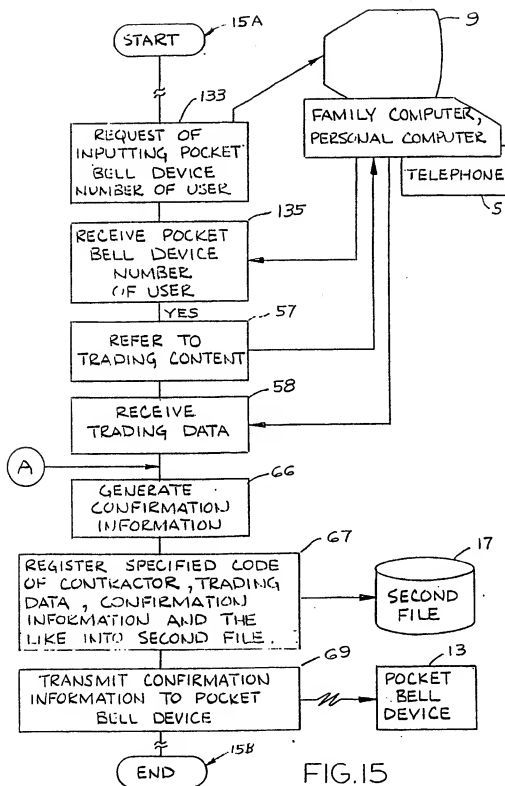 START
15A
9
133
REQUEST OF
INPUTTING POCKET
BELL DEVICE
NUMBER OF USER
FAMILY COMPUTER,
PERSONAL COMPUTER
TELEPHONE
5
135
RECEIVE POCKET
BELL DEVICE
NUMBER
OF USER
YES
57
REFER TO
TRADING CONTENT
58
RECEIVE
TRADING DATA
A
66
GENERATE
CONFIRMATION
INFORMATION
67
REGISTER SPECIFIED CODE
OF CONTRACTOR, TRADING
DATA, CONFIRMATION
INFORMATION AND THE
LIKE INTO SECOND FILE.
17
SECOND
FILE
69
TRANSMIT CONFIRMATION
INFORMATION TO POCKET
BELL DEVICE
13
POCKET
BELL
DEVICE
END
15B
FIG.15